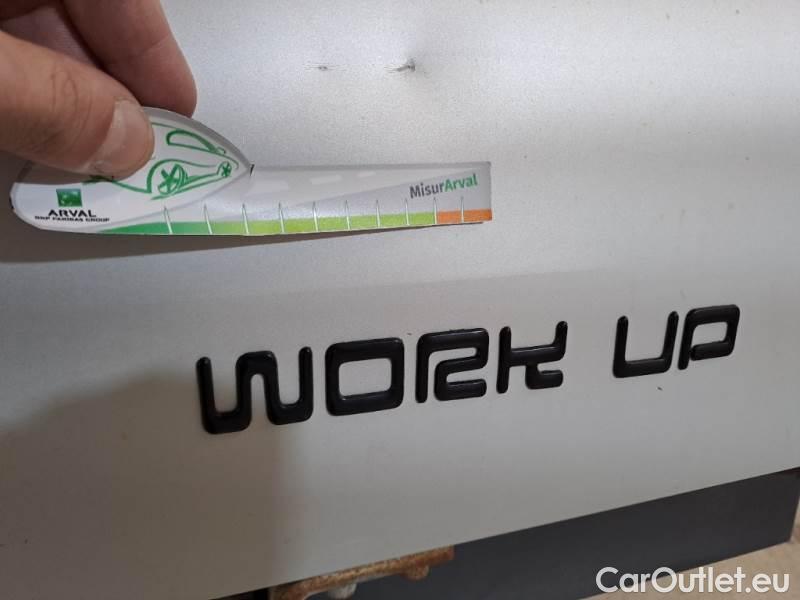 MisurArval
ARVAL
BNP PARIBAS GROUP
WORK UP
CarOutlet.eu